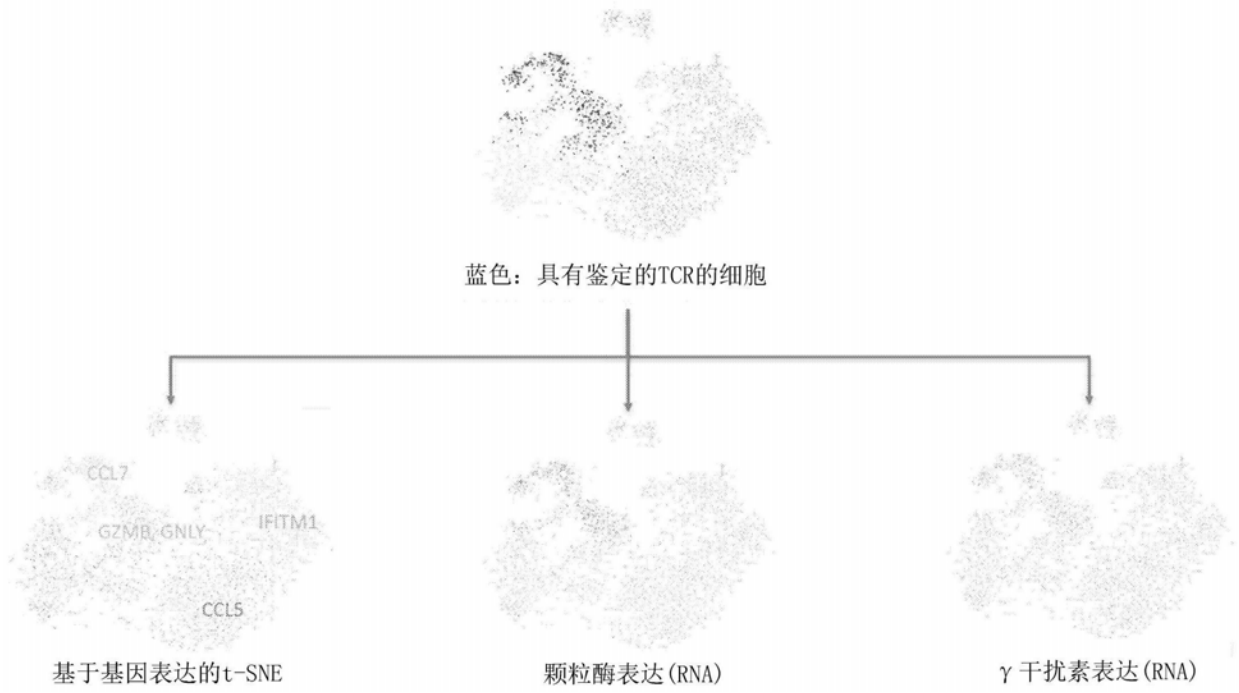 蓝色：具有鉴定的TCR的细胞
CCL7
GZMB, GNLY
IFITM1
CCL5
基于基因表达的t-SNE
颗粒酶表达(RNA)
γ干扰素表达(RNA)